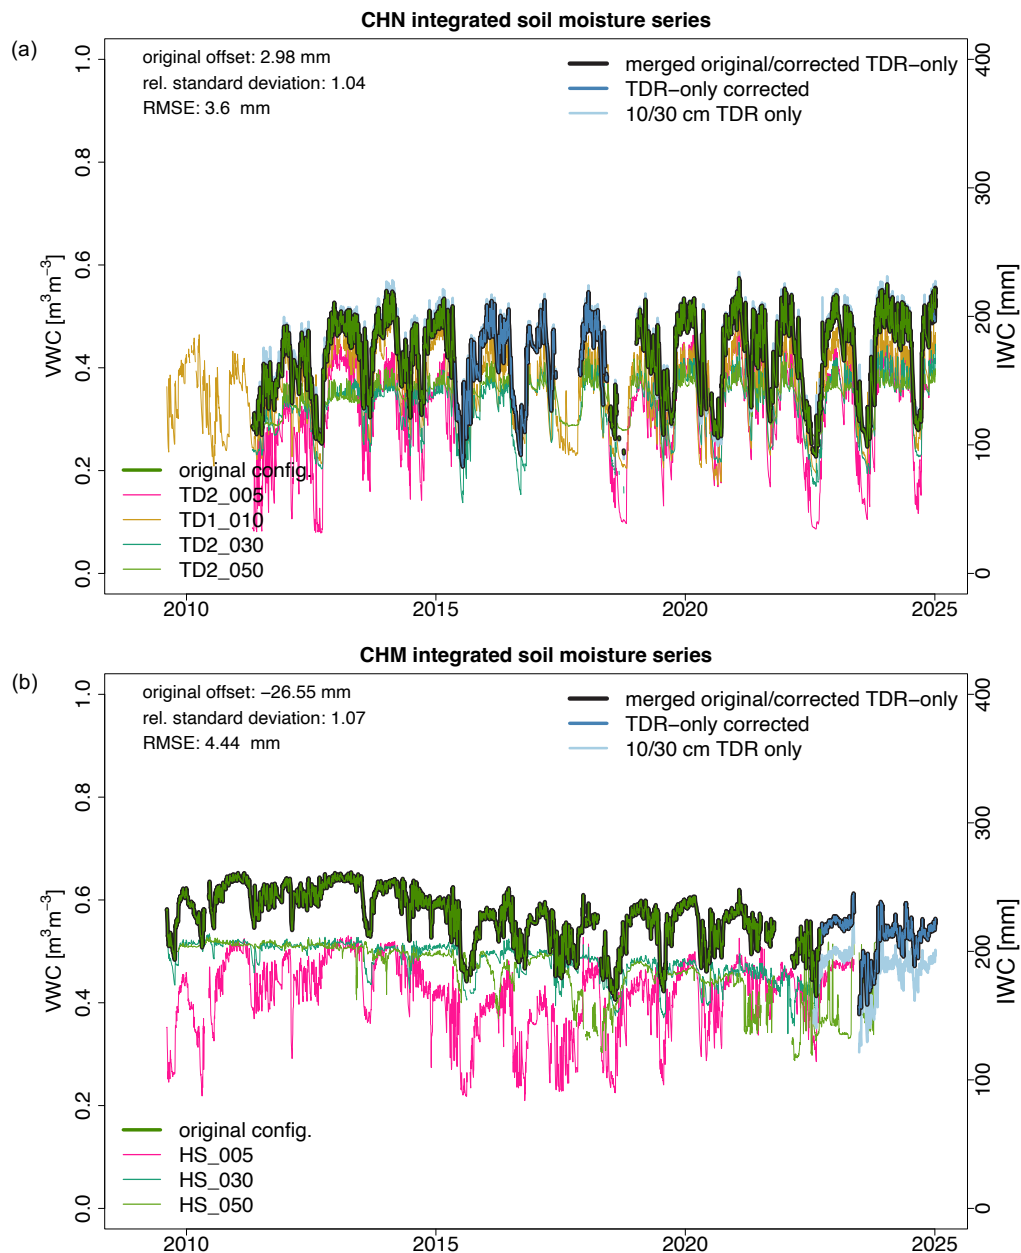 CHN integrated soil moisture series
(a)
original offset: 2.98 mm
rel. standard deviation: 1.04
RMSE: 3.6 mm
merged original/corrected TDR−only
TDR−only corrected
10/30 cm TDR only
1.0
0.8
0.6
0.4
0.2
0.0
VWC [m³m⁻³]
400
300
200
100
0
IWC [mm]
original config.
TD2_005
TD1_010
TD2_030
TD2_050
2010 2015 2020 2025
CHM integrated soil moisture series
(b)
original offset: −26.55 mm
rel. standard deviation: 1.07
RMSE: 4.44 mm
merged original/corrected TDR−only
TDR−only corrected
10/30 cm TDR only
1.0
0.8
0.6
0.4
0.2
0.0
VWC [m³m⁻³]
400
300
200
100
0
IWC [mm]
original config.
HS_005
HS_030
HS_050
2010 2015 2020 2025